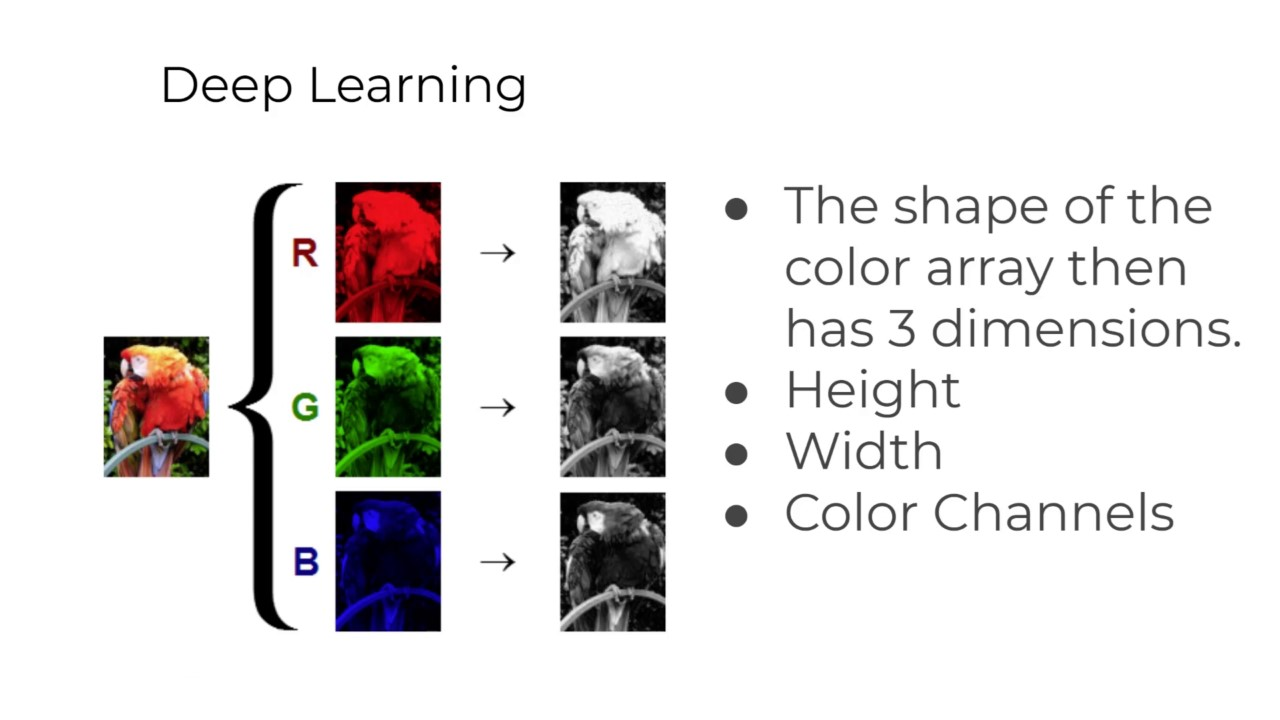 Deep Learning
R
G
B
→
→
→
● The shape of the
color array then
has 3 dimensions.
● Height
● Width
● Color Channels